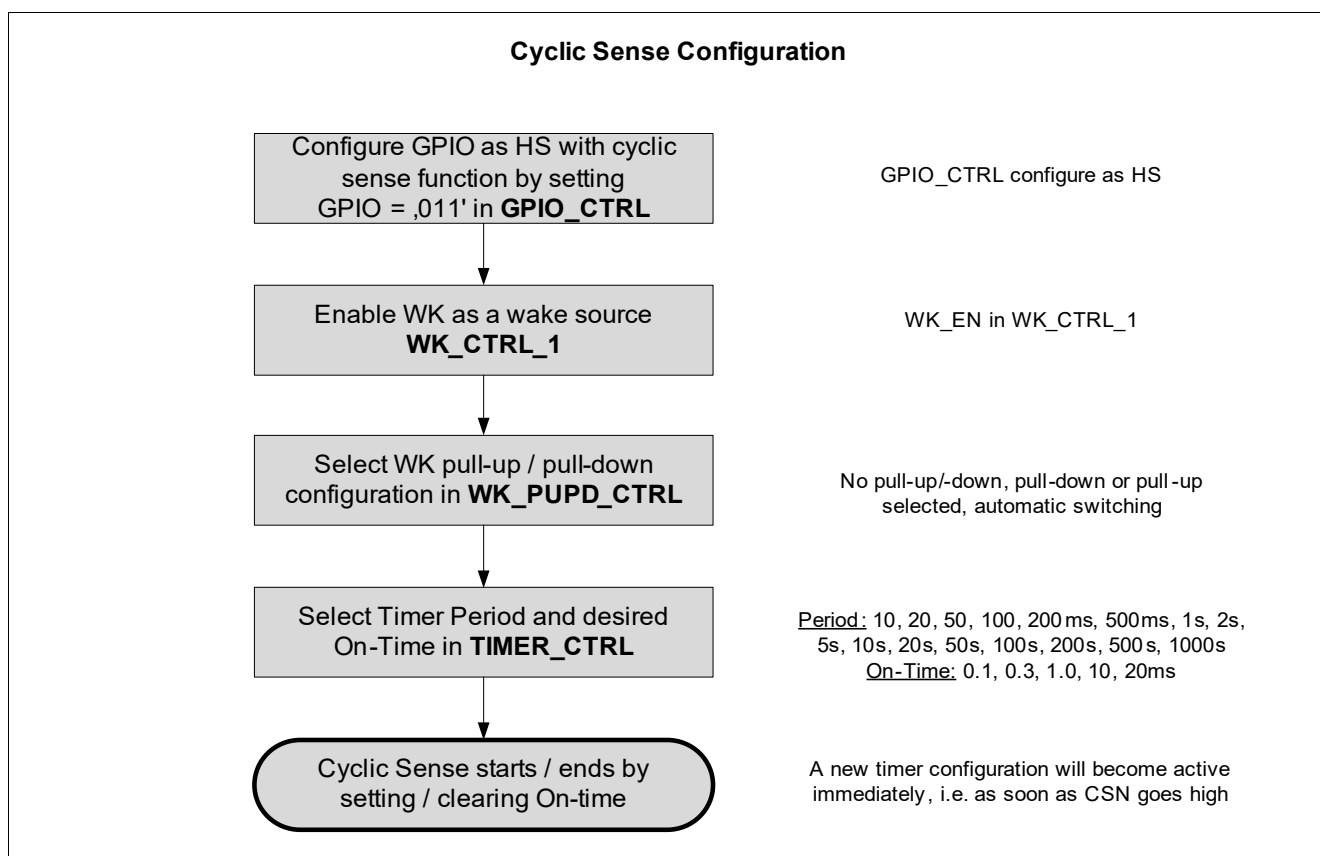 Cyclic Sense Configuration
Configure GPIO as HS with cyclic
sense function by setting
GPIO = ‚011' in GPIO_CTRL
GPIO_CTRL configure as HS
Enable WK as a wake source
WK_CTRL_1
WK_EN in WK_CTRL_1
Select WK pull-up / pull-down
configuration in WK_PUPD_CTRL
No pull-up/-down, pull-down or pull-up
selected, automatic switching
Select Timer Period and desired
On-Time in TIMER_CTRL
Period: 10, 20, 50, 100, 200ms, 500ms, 1s, 2s,
5s, 10s, 20s, 50s, 100s, 200s, 500s, 1000s
On-Time: 0.1, 0.3, 1.0, 10, 20ms
Cyclic Sense starts / ends by
setting / clearing On-time
A new timer configuration will become active
immediately, i.e. as soon as CSN goes high